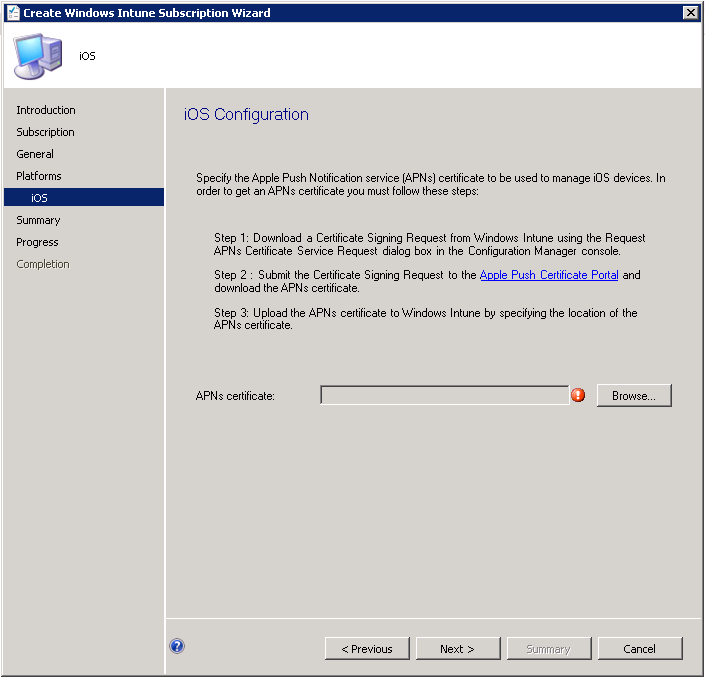 Create Windows Intune Subscription Wizard
iOS
Introduction
Subscription
General
Platforms
iOS
Summary
Progress
Completion
iOS Configuration
Specify the Apple Push Notification service (APNs) certificate to be used to manage iOS devices. In
order to get an APNs certificate you must follow these steps:
Step 1: Download a Certificate Signing Request from Windows Intune using the Request
APNs Certificate Service Request dialog box in the Configuration Manager console.
Step 2 : Submit the Certificate Signing Request to the Apple Push Certificate Portal and
download the APNs certificate.
Step 3: Upload the APNs certificate to Windows Intune by specifying the location of the
APNs certificate.
APNs certificate:
Browse...
< Previous
Next >
Summary
Cancel